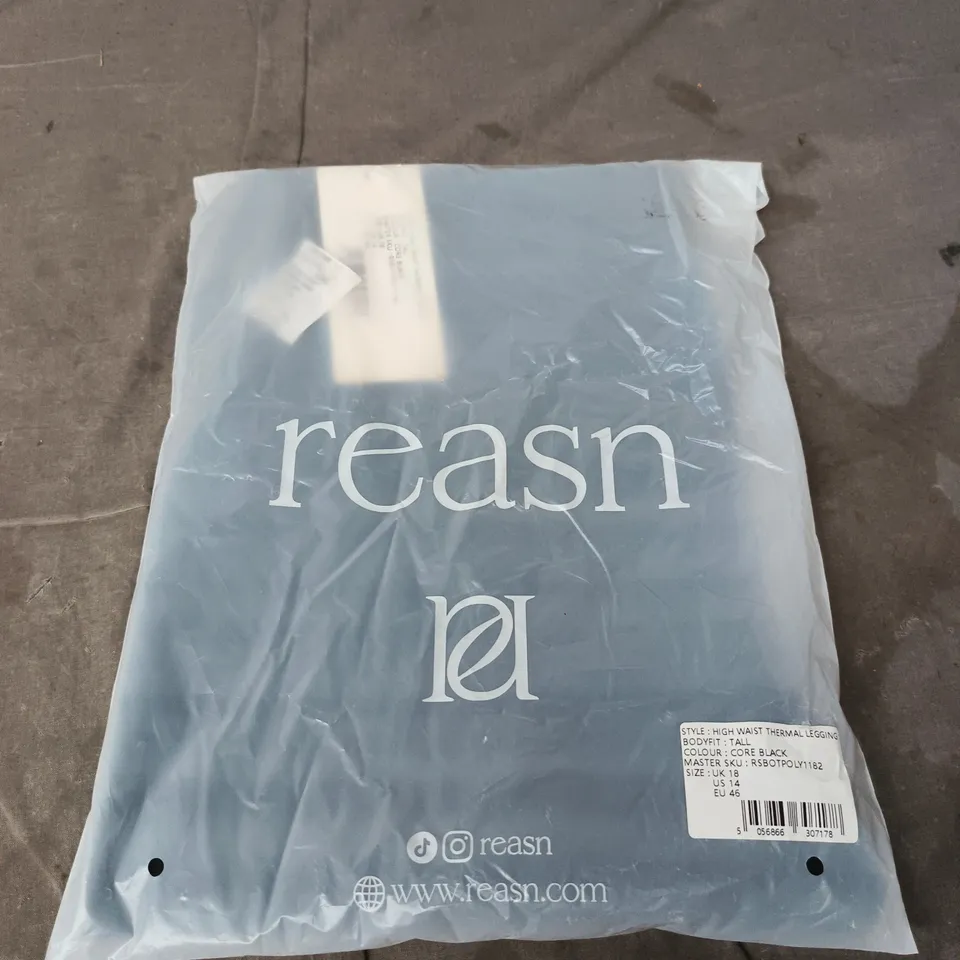 reasn
STYLE : HIGH WAIST THERMAL LEGGING
BODYFIT : TALL
COLOUR : CORE BLACK
MASTER SKU : RSBOTPOLY1182
SIZE : UK 18
US 14
EU 46
5 056866 307178
reasn
www.reasn.com